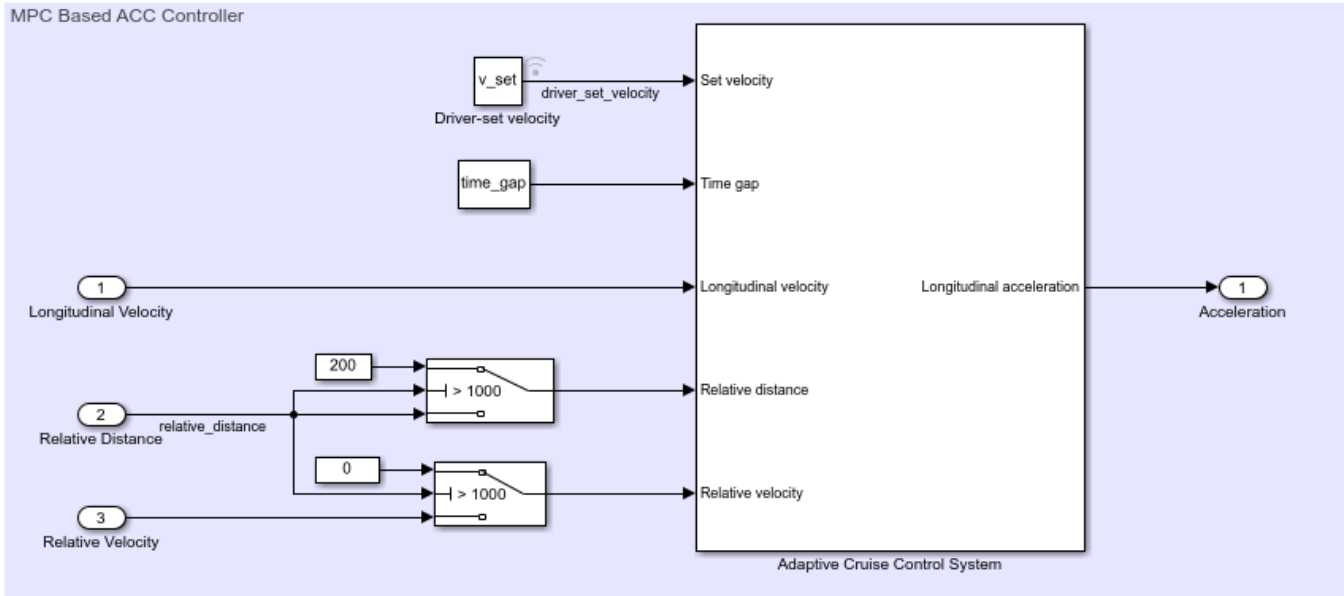 MPC Based ACC Controller
v_set
driver_set_velocity
Driver-set velocity
Set velocity
time_gap
Time gap
1
Longitudinal Velocity
Longitudinal velocity
Longitudinal acceleration
1
Acceleration
200
> 1000
2
relative_distance
Relative Distance
Relative distance
0
> 1000
3
Relative Velocity
Relative velocity
Adaptive Cruise Control System